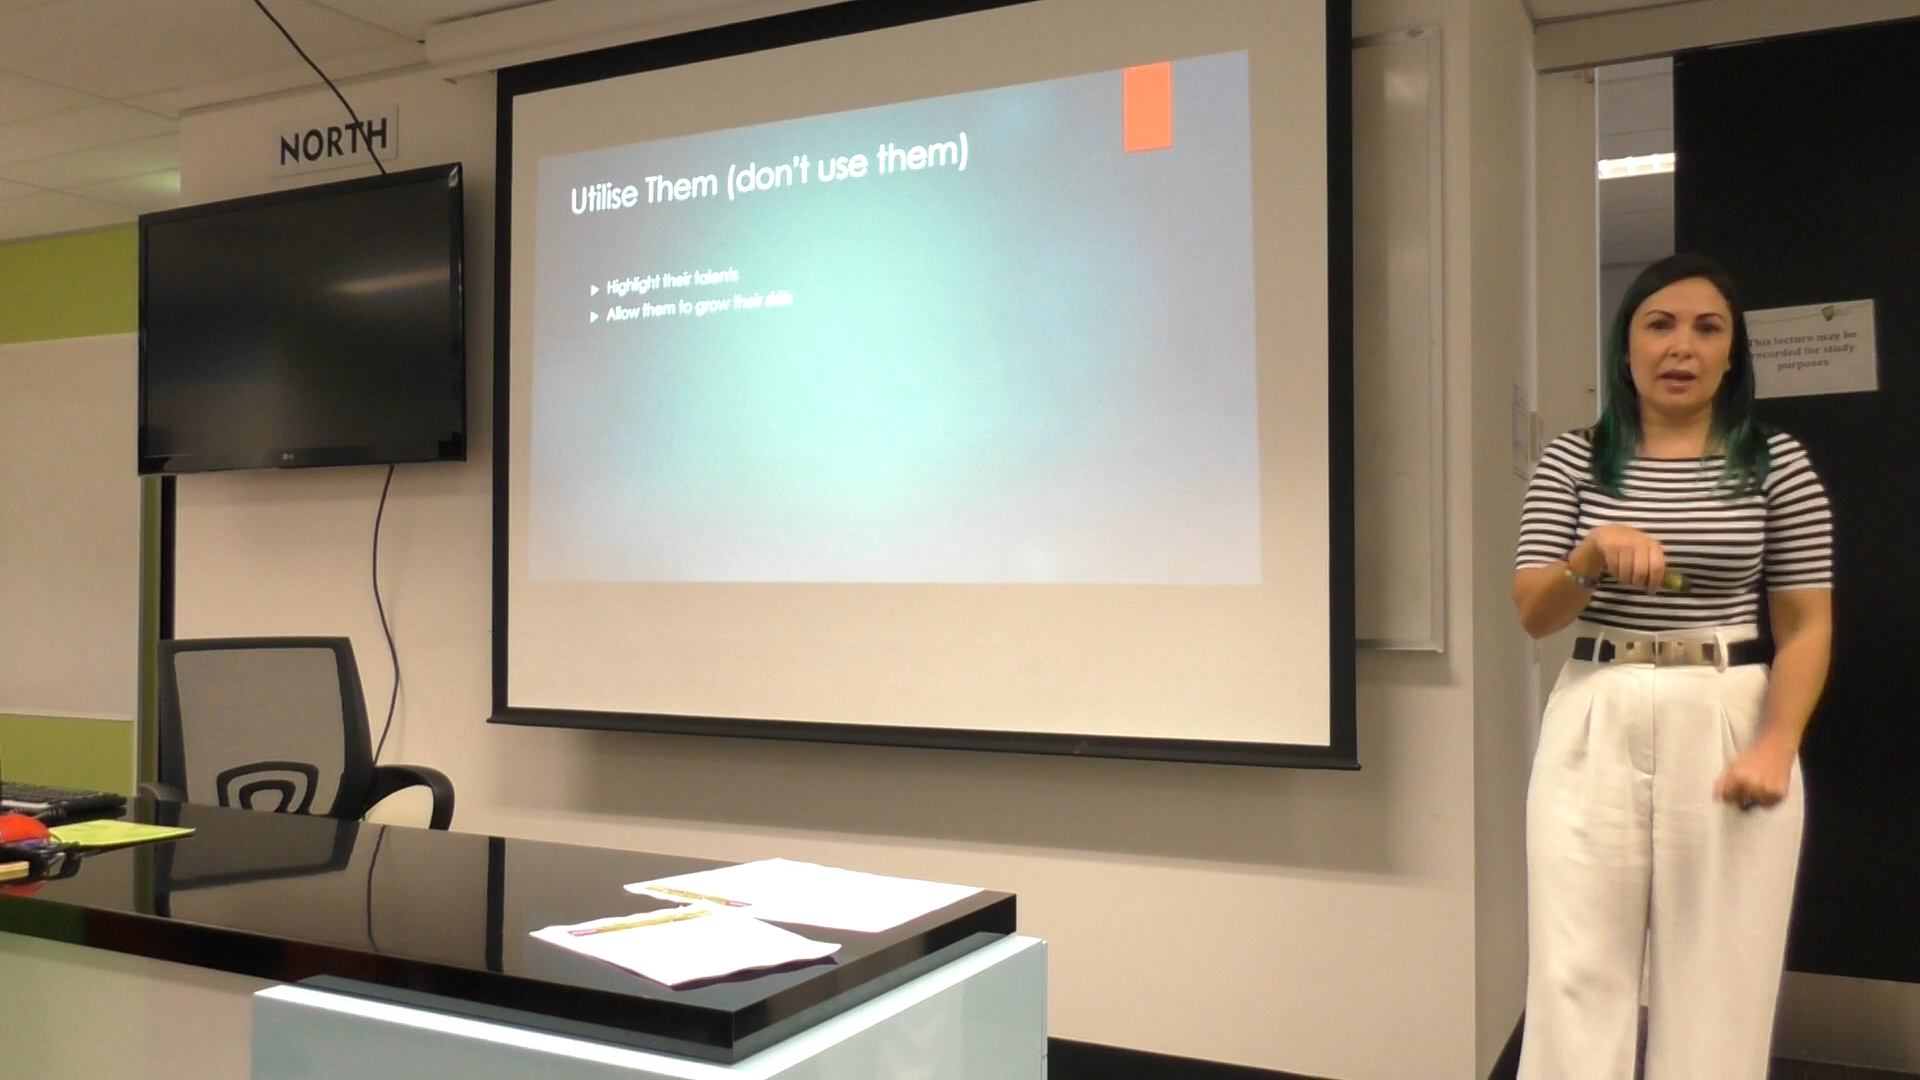 NORTH
Utilise Them (don't use them)
Highlight their talents
Allow them to grow their skills
This lecture may be
recorded for study
purposes
LG